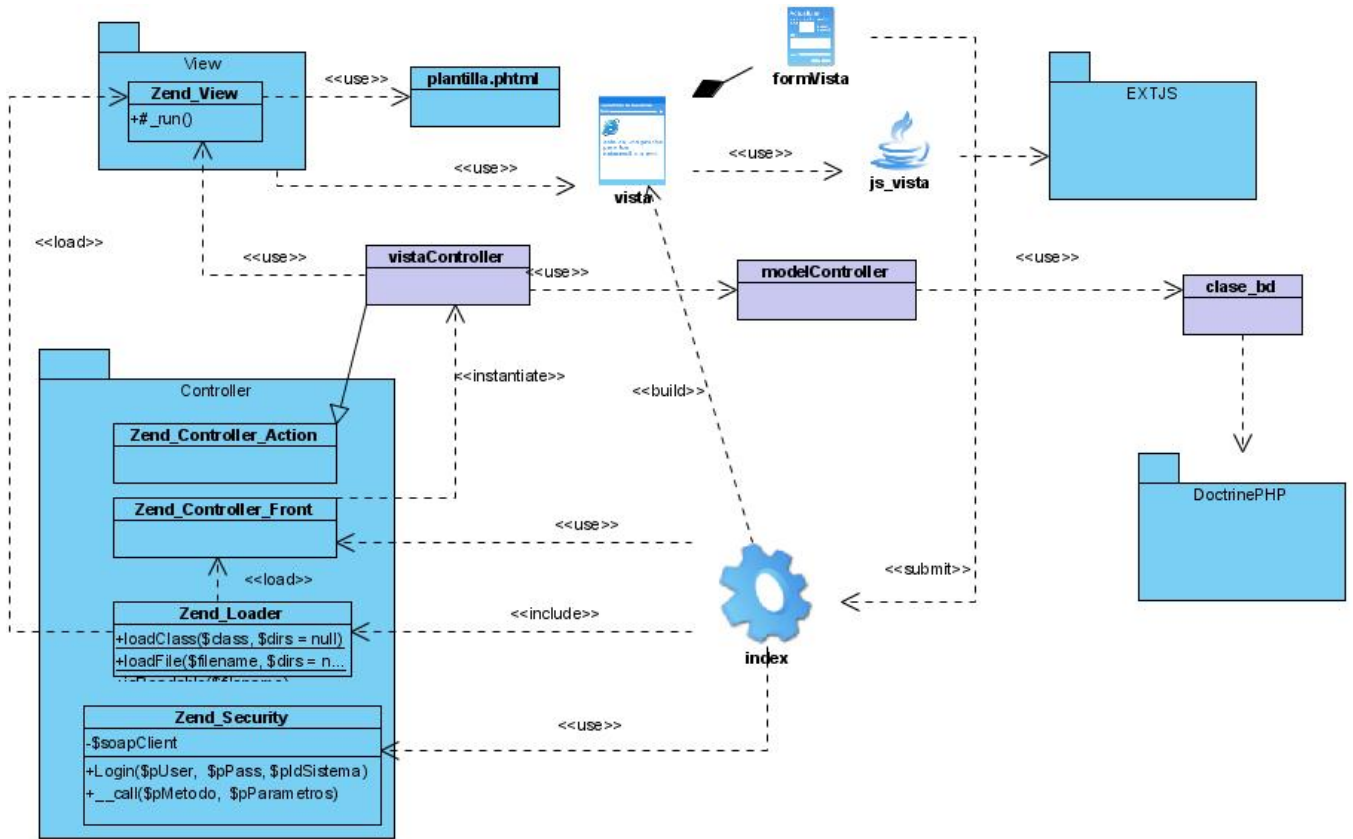 View
Zend_View
+#_run()
<<use>>
plantilla.phtml
formVista
EXTJS
<<use>>
vista
<<use>>
js_vista
<<load>>
<<use>>
vistaController
<<use>>
modelController
<<use>>
clase_bd
Controller
<<instantiate>>
<<build>>
Zend_Controller_Action
Zend_Controller_Front
DoctrinePHP
<<use>>
<<load>>
<<submit>>
Zend_Loader
+loadClass($class, $dirs = null)
+loadFile($filename, $dirs = n...
<<include>>
index
Zend_Security
-$soapClient
+Login($pUser, $pPass, $pIdSistema)
+__call($pMetodo, $pParametros)
<<use>>